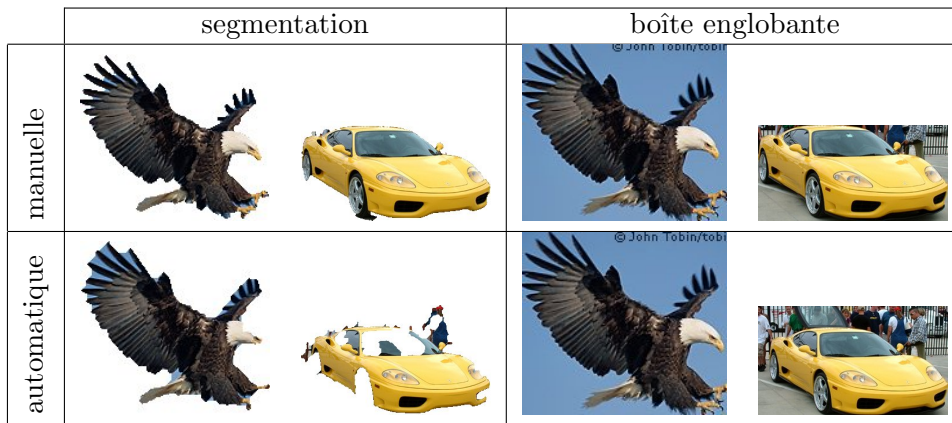 segmentation
boîte englobante
manuelle
© John Tobin/tobi
automatique
© John Tobin/tobi